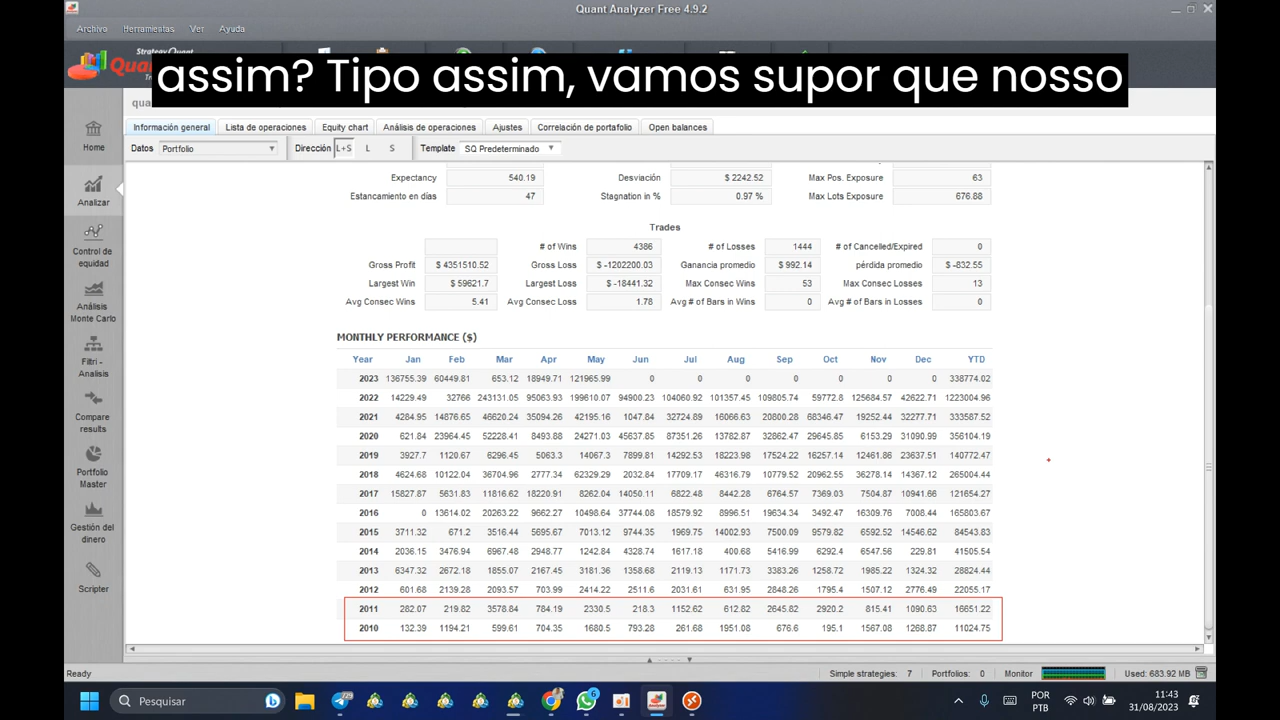 Quant Analyzer Free 4.9.2
Archivo Herramientas Ver Ayuda
StrategyQuant
assim? Tipo assim, vamos supor que nosso
Información general Lista de operaciones Equity chart Análisis de operaciones Ajustes Correlación de portafolio Open balances
Datos Portfolio Dirección L+S L S Template SQ Predeterminado
Home
Analizar
Control de
equidad
Análisis
Monte Carlo
Filtri -
Analisis
Compare
results
Portfolio
Master
Gestión del
dinero
Scripter
Expectancy 540.19 Desviación $ 2242.52 Max Pos. Exposure 63
Estancamiento en días 47 Stagnation in % 0.97 % Max Lots Exposure 676.88
Trades
# of Wins 4386 # of Losses 1444 # of Cancelled/Expired 0
Gross Profit $ 4351510.52 Gross Loss $ -1202200.03 Ganancia promedio $ 992.14 pérdida promedio $ -832.55
Largest Win $ 59621.7 Largest Loss $ -18441.32 Max Consec Wins 53 Max Consec Losses 13
Avg Consec Wins 5.41 Avg Consec Loss 1.78 Avg # of Bars in Wins 0 Avg # of Bars in Losses 0
MONTHLY PERFORMANCE ($)
Year Jan Feb Mar Apr May Jun Jul Aug Sep Oct Nov Dec YTD
2023 136755.39 60449.81 653.12 18949.71 121965.99 0 0 0 0 0 0 0 338774.02
2022 14229.49 32766 243131.05 95063.93 199610.07 94900.23 104060.92 101357.45 109805.74 59772.8 125684.57 42622.71 1223004.96
2021 4284.95 14876.65 46620.24 35094.26 42195.16 1047.84 32724.89 16066.63 20800.28 68346.47 19252.44 32277.71 333587.52
2020 621.84 23964.45 52228.41 8493.88 24271.03 45637.85 87351.26 13782.87 32862.47 29645.85 6153.29 31090.99 356104.19
2019 3927.7 1120.67 6296.45 5063.3 14067.3 7899.81 14292.53 18223.98 17524.22 16257.14 12461.86 23637.51 140772.47
2018 4624.68 10122.04 36704.96 2777.34 62329.29 2032.84 17709.17 46316.79 10779.52 20962.55 36278.14 14367.12 265004.44
2017 15827.87 5631.83 11816.62 18220.91 8262.04 14050.11 6822.48 8442.28 6764.57 7369.03 7504.87 10941.66 121654.27
2016 0 13614.02 20263.22 9662.27 10498.64 37744.08 18579.92 8996.51 19634.34 3492.47 16309.76 7008.44 165803.67
2015 3711.32 671.2 3516.44 5695.67 7013.12 9744.35 1969.75 14002.93 7500.09 9579.82 6592.52 14546.62 84543.83
2014 2036.15 3476.94 6967.48 2948.77 1242.84 4328.74 1617.18 400.68 5416.99 6292.4 6547.56 229.81 41505.54
2013 6347.32 2672.18 1855.07 2167.45 3181.36 1358.68 2119.13 1171.73 3383.26 1258.72 1985.22 1324.32 28824.44
2012 601.68 2139.28 2093.57 703.99 2414.22 2511.6 2031.61 631.95 2848.26 1795.4 1507.12 2776.49 22055.17
2011 282.07 219.82 3578.84 784.19 2330.5 218.3 1152.62 612.82 2645.82 2920.2 815.41 1090.63 16651.22
2010 132.39 1194.21 599.61 704.35 1680.5 793.28 261.68 1951.08 676.6 195.1 1567.08 1268.87 11024.75
Ready Simple strategies: 7 Portfolios: 0 Monitor Used: 683.92 MB
Pesquisar 6 POR 11:43
PTB 31/08/2023